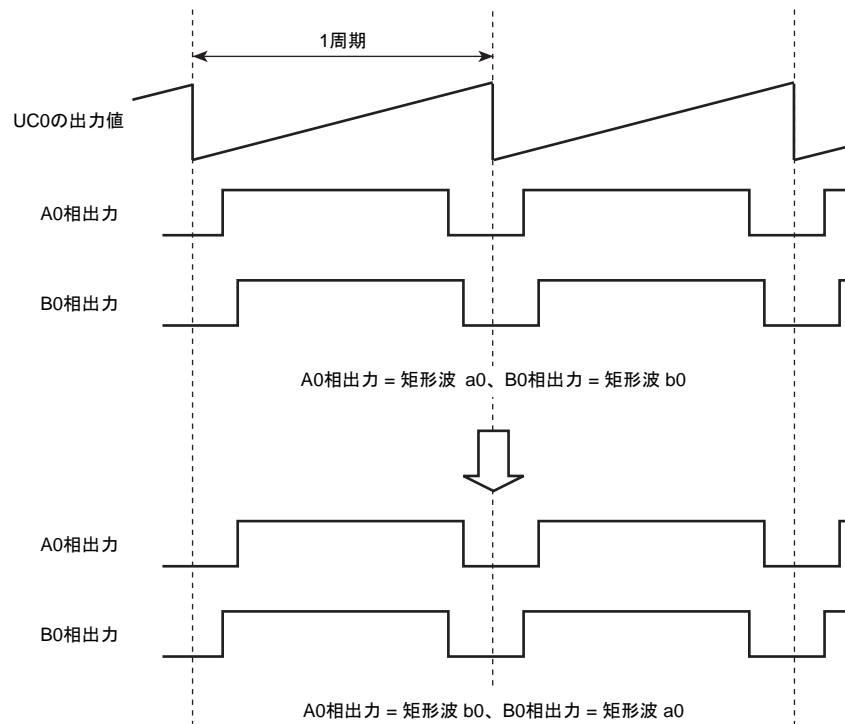 1周期
UC0の出力値
A0相出力
B0相出力
A0相出力 = 矩形波 a0、B0相出力 = 矩形波 b0
A0相出力
B0相出力
A0相出力 = 矩形波 b0、B0相出力 = 矩形波 a0